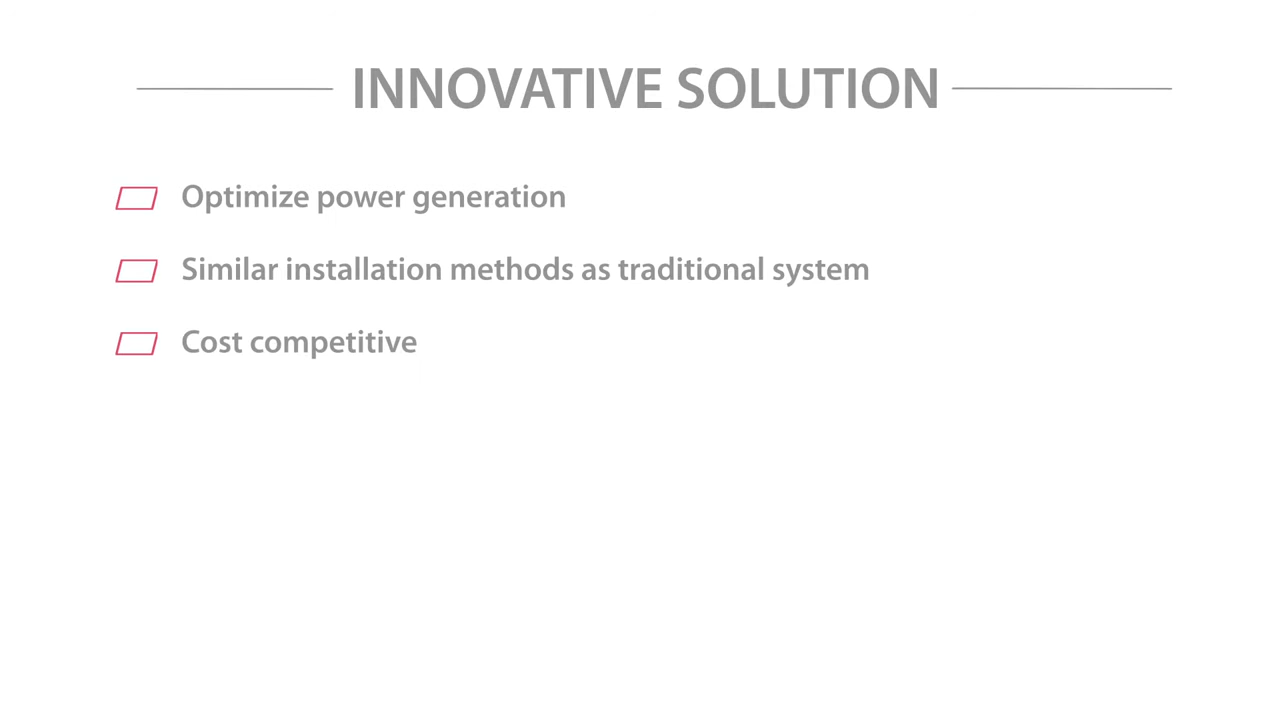 INNOVATIVE SOLUTION
Optimize power generation
Similar installation methods as traditional system
Cost competitive